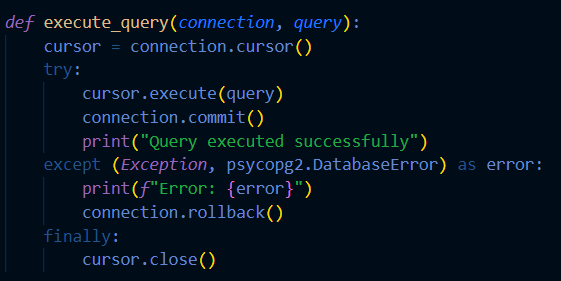 def execute_query(connection, query):
    cursor = connection.cursor()
    try:
        cursor.execute(query)
        connection.commit()
        print("Query executed successfully")
    except (Exception, psycopg2.DatabaseError) as error:
        print(f"Error: {error}")
        connection.rollback()
    finally:
        cursor.close()